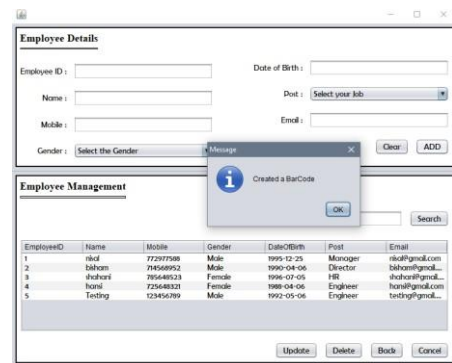 Employee Details
Employee ID :
Date of Birth :
Name :
Post : Select your Job
Mobile :
Email :
Gender : Select the Gender
Clear ADD
Message
Created a BarCode
OK
Employee Management
Search
EmployeeID Name Mobile Gender DateOfBirth Post Email
1 nisal 772977588 Male 1995-12-25 Manager nisal@gmail.com
2 bisham 714568952 Male 1990-04-06 Director bisham@gmail....
3 shahani 785648523 Female 1996-07-05 HR shahani@gmail....
4 hansi 725648321 Female 1988-04-06 Engineer hansi@gmail.com
5 Testing 123456789 Male 1992-05-06 Engineer testing@gmail....
Update Delete Back Cancel